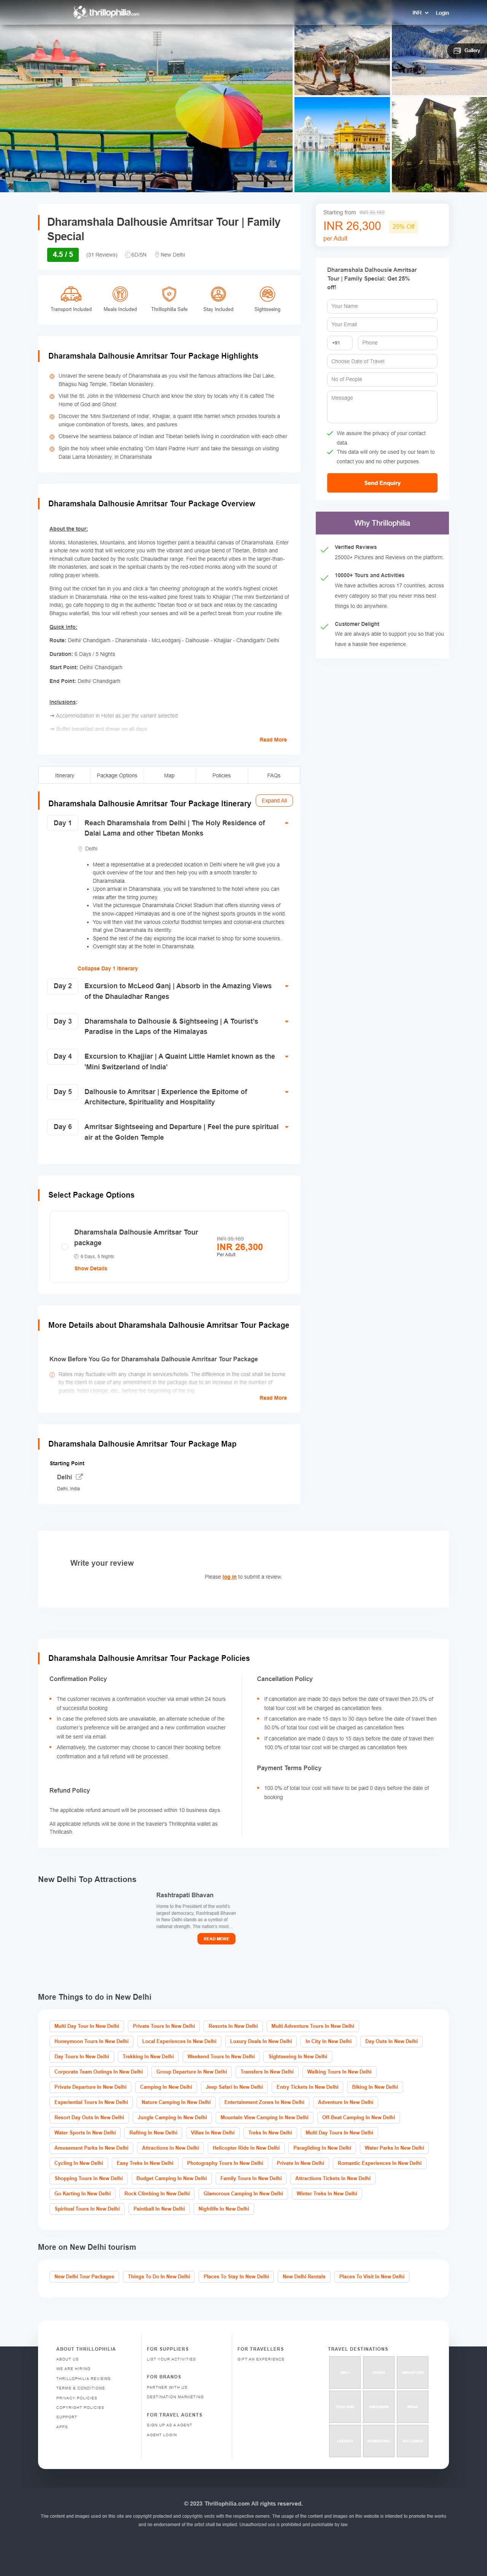 thrillophilia.com
INR
Login
Gallery
Dharamshala Dalhousie Amritsar Tour | Family
Special
4.5 / 5
(31 Reviews)
6D/5N
New Delhi
Transport Included
Meals Included
Thrillophilia Safe
Stay Included
Sightseeing
Starting from
INR 26,300
25% Off
per Adult
Dharamshala Dalhousie Amritsar
Tour | Family Special: Get 25%
off!
Your Name
Your Email
+91
Phone
Choose Date of Travel
No of People
Message
We assure the privacy of your contact
data.
This data will only be used by our team to
contact you and no other purposes.
Send Enquiry
Why Thrillophilia
Verified Reviews
25000+ Pictures and Reviews on the platform.
10000+ Tours and Activities
We have activities across 17 countries, across
every category so that you never miss best
things to do anywhere.
Customer Delight
We are always able to support you so that you
have a hassle free experience.
Dharamshala Dalhousie Amritsar Tour Package Highlights
Unravel the serene beauty of Dharamshala as you visit the famous attractions like Dal Lake,
Bhagsu Nag Temple, Tibetan Monastery.
Visit the St. John in the Wilderness Church and know the story by locals why it is called The
Home of God and Ghost
Discover the 'Mini Switzerland of India', Khajjiar, a quaint little hamlet which provides tourists a
unique combination of forests, lakes, and pastures
Observe the seamless balance of Indian and Tibetan beliefs living in coordination with each other
Spin the holy wheel while enchanting 'Om Mani Padme Hum' and take the blessings on visiting
Dalai Lama Monastery, in Dharamshala
Dharamshala Dalhousie Amritsar Tour Package Overview
About the tour:
Monks, Monasteries, Mountains, and Momos together paint a beautiful canvas of Dharamshala. Enter
a whole new world that will welcome you with the vibrant and unique blend of Tibetan, British and
Himachali culture based on the laps of nature. Feel the peaceful vibes in the larger-than-
life monasteries, and soak in the spirituality by the red-robed monks along with the sound of
rolling prayer wheels.
Bring out the cricket fan in you and click a 'fan cheering' photograph at the world's highest cricket
stadium in Dharamshala. Hike on the less-walked pine forest trails to Khajjiar (The mini Switzerland of
India), go cafe hopping to dig in the authentic Tibetan food or sit and relax by the cascading
Bhagsu waterfall, this tour will refresh your senses and will be a perfect break from your routine life.
Quick Info:
Route: Delhi/ Chandigarh - Dharamshala - McLeodganj - Dalhousie - Khajjiar - Chandigarh/ Delhi
Duration: 6 Days / 5 Nights
Start Point: Delhi/ Chandigarh
End Point: Delhi/ Chandigarh
Inclusions:
➔ Accommodation in Hotel as per the variant selected
➔ Buffet breakfast and dinner on all days
Read More
Itinerary
Package Options
Map
Policies
FAQs
Dharamshala Dalhousie Amritsar Tour Package Itinerary
Expand All
Day 1
Reach Dharamshala from Delhi | The Holy Residence of
Dalai Lama and other Tibetan Monks
Delhi
Meet a representative at a predecided location in Delhi where he will give you a
quick overview of the tour and then help you with a smooth transfer to
Dharamshala.
Upon arrival in Dharamshala, you will be transferred to the hotel where you can
relax after the tiring journey.
Visit the picturesque Dharamshala Cricket Stadium that offers stunning views of
the snow-capped Himalayas and is one of the highest sports grounds in the world.
You will then visit the various colorful Buddhist temples and colonial-era churches
that give Dharamshala its identity.
Spend the rest of the day exploring the local market to shop for some souvenirs.
Overnight stay at the hotel in Dharamshala.
Collapse Day 1 Itinerary
Day 2
Excursion to McLeod Ganj | Absorb in the Amazing Views
of the Dhauladhar Ranges
Day 3
Dharamshala to Dalhousie & Sightseeing | A Tourist's
Paradise in the Laps of the Himalayas
Day 4
Excursion to Khajjiar | A Quaint Little Hamlet known as the
'Mini Switzerland of India'
Day 5
Dalhousie to Amritsar | Experience the Epitome of
Architecture, Spirituality and Hospitality
Day 6
Amritsar Sightseeing and Departure | Feel the pure spiritual
air at the Golden Temple
Select Package Options
Dharamshala Dalhousie Amritsar Tour
package
6 Days, 5 Nights
Show Details
INR 26,300
Per Adult
More Details about Dharamshala Dalhousie Amritsar Tour Package
Know Before You Go for Dharamshala Dalhousie Amritsar Tour Package
Rates may fluctuate with any change in services/hotels. The difference in the cost shall be borne
by the client in case of any amendment in the package due to an increase in the number of
guests, hotel change, etc., before the beginning of the trip.
Read More
Dharamshala Dalhousie Amritsar Tour Package Map
Starting Point
Delhi
Delhi, India
Write your review
Please log in to submit a review.
Dharamshala Dalhousie Amritsar Tour Package Policies
Confirmation Policy
The customer receives a confirmation voucher via email within 24 hours
of successful booking
In case the preferred slots are unavailable, an alternate schedule of the
customer's preference will be arranged and a new confirmation voucher
will be sent via email.
Alternatively, the customer may choose to cancel their booking before
confirmation and a full refund will be processed.
Refund Policy
The applicable refund amount will be processed within 10 business days.
All applicable refunds will be done in the traveler's Thrillophilia wallet as
Thrillcash.
Cancellation Policy
If cancellation are made 30 days before the date of travel then 25.0% of
total tour cost will be charged as cancellation fees
If cancellation are made 15 days to 30 days before the date of travel then
50.0% of total tour cost will be charged as cancellation fees
If cancellation are made 0 days to 15 days before the date of travel then
100.0% of total tour cost will be charged as cancellation fees
Payment Terms Policy
100.0% of total tour cost will have to be paid 0 days before the date of
booking
New Delhi Top Attractions
Rashtrapati Bhavan
Home to the President of the world's
largest democracy, Rashtrapati Bhavan
in New Delhi stands as a symbol of
national strength. The nation's most...
READ MORE
More Things to do in New Delhi
Multi Day Tour In New Delhi
Private Tours In New Delhi
Resorts In New Delhi
Multi Adventure Tours In New Delhi
Honeymoon Tours In New Delhi
Local Experiences In New Delhi
Luxury Deals In New Delhi
In City In New Delhi
Day Outs In New Delhi
Day Tours In New Delhi
Trekking In New Delhi
Weekend Tours In New Delhi
Sightseeing In New Delhi
Corporate Team Outings In New Delhi
Group Departure In New Delhi
Transfers In New Delhi
Walking Tours In New Delhi
Private Departure In New Delhi
Camping In New Delhi
Jeep Safari In New Delhi
Entry Tickets In New Delhi
Biking In New Delhi
Experiential Tours In New Delhi
Nature Camping In New Delhi
Entertainment Zones In New Delhi
Adventure In New Delhi
Resort Day Outs In New Delhi
Jungle Camping In New Delhi
Mountain View Camping In New Delhi
Off-Beat Camping In New Delhi
Water Sports In New Delhi
Rafting In New Delhi
Villas In New Delhi
Treks In New Delhi
Multi Day Tours In New Delhi
Amusement Parks In New Delhi
Attractions In New Delhi
Helicopter Ride In New Delhi
Paragliding In New Delhi
Water Parks In New Delhi
Cycling In New Delhi
Easy Treks In New Delhi
Photography Tours In New Delhi
Private In New Delhi
Romantic Experiences In New Delhi
Shopping Tours In New Delhi
Budget Camping In New Delhi
Family Tours In New Delhi
Attractions Tickets In New Delhi
Go Karting In New Delhi
Rock Climbing In New Delhi
Glamorous Camping In New Delhi
Winter Treks In New Delhi
Spiritual Tours In New Delhi
Paintball In New Delhi
Nightlife In New Delhi
More on New Delhi tourism
New Delhi Tour Packages
Things To Do In New Delhi
Places To Stay In New Delhi
New Delhi Rentals
Places To Visit In New Delhi
ABOUT THRILLOPHILIA
ABOUT US
WE ARE HIRING
THRILLOPHILIA REVIEWS
TERMS & CONDITIONS
PRIVACY POLICIES
COPYRIGHT POLICIES
SUPPORT
APPS
FOR SUPPLIERS
LIST YOUR ACTIVITIES
FOR BRANDS
PARTNER WITH US
DESTINATION MARKETING
FOR TRAVEL AGENTS
SIGN UP AS A AGENT
AGENT LOGIN
FOR TRAVELLERS
GIFT AN EXPERIENCE
TRAVEL DESTINATIONS
© 2023 Thrillophilia.com All rights reserved.
The content and images used on this site are copyright protected and copyrights vests with the respective owners. The usage of the content and images on this website is intended to promote the works
and no endorsement of the artist shall be implied. Unauthorized use is prohibited and punishable by law.